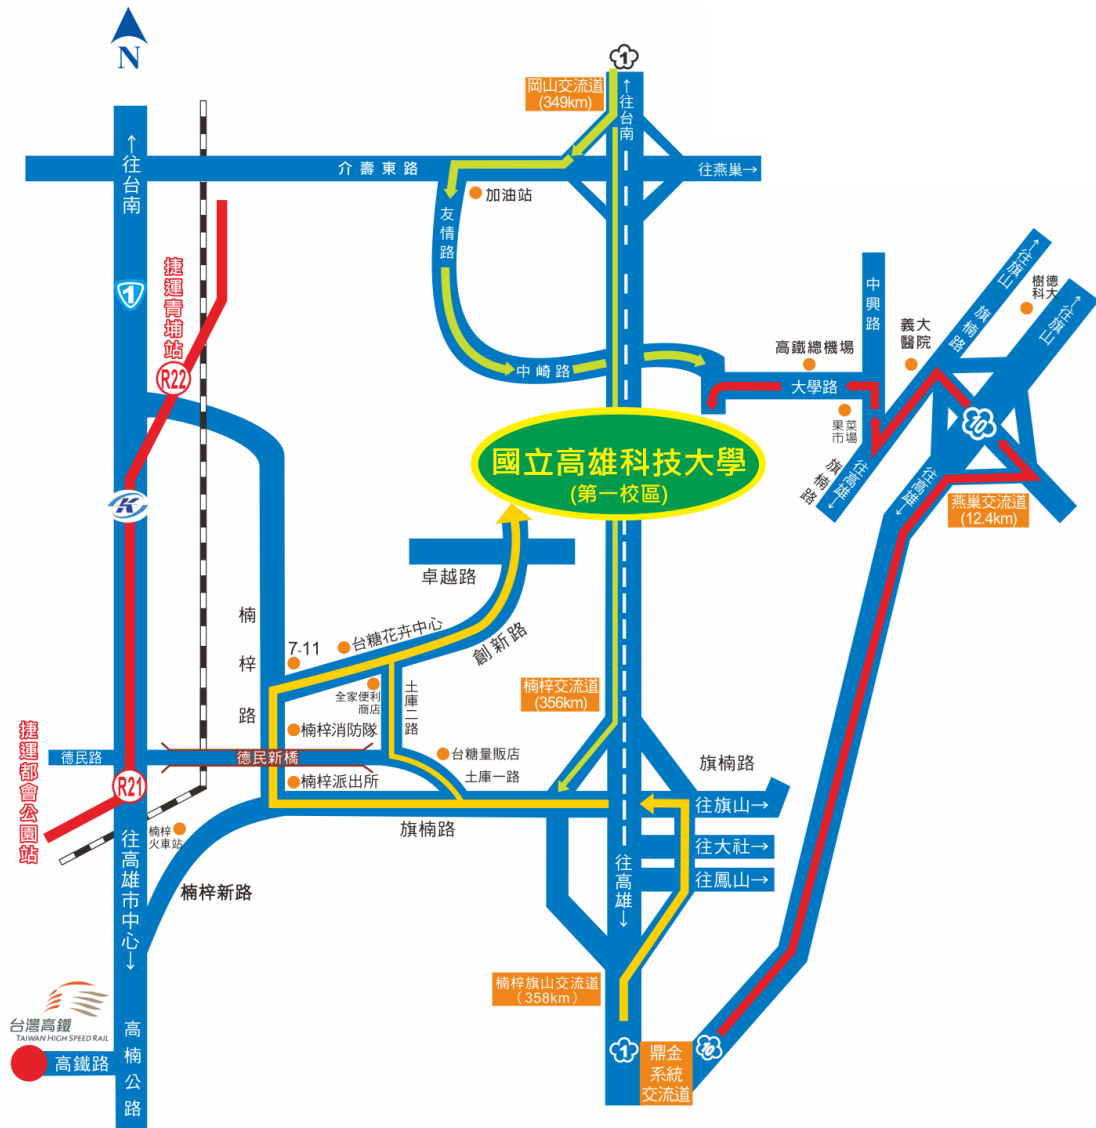 N
1
岡山交流道
(349km)
←往台南
←往台南
介壽東路
往燕巢→
加油站
友情路
中崎路
1
捷運青埔站
R22
中興路
高鐵總機場
大學路
果菜
市場
義大
醫院
←往旗山
旗楠路
樹德
科大
←往旗山
10
往高雄→
旗楠路
往高雄→
燕巢交流道
(12.4km)
國立高雄科技大學
(第一校區)
K
卓越路
創新路
楠梓路
7-11
台糖花卉中心
全家便利
商店
土庫二路
楠梓交流道
(356km)
楠梓消防隊
德民路
德民新橋
台糖量販店
土庫一路
楠梓派出所
旗楠路
旗楠路
往旗山→
往大社→
往鳳山→
捷運都會公園站
R21
楠梓
火車站
楠梓新路
往高雄市中心→
往高雄→
楠梓旗山交流道
(358km)
台灣高鐵
TAIWAN HIGH SPEED RAIL
高鐵路
高楠公路
1
鼎金
系統
交流道
10